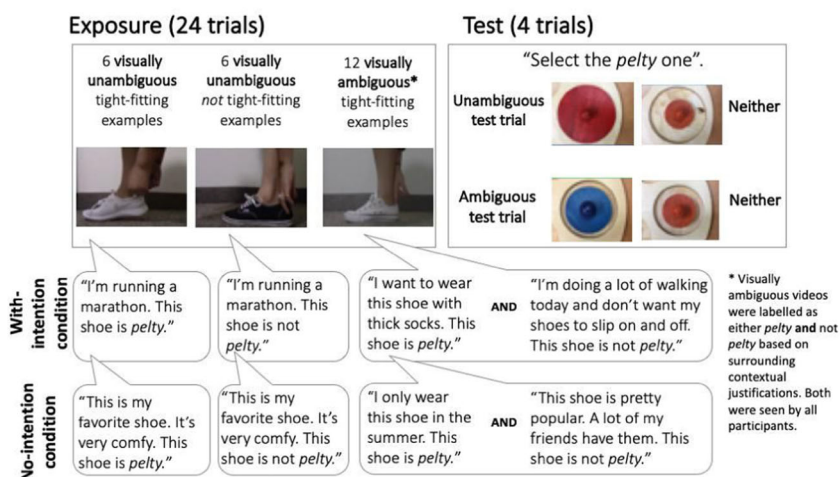 Exposure (24 trials)
6 visually
unambiguous
tight-fitting
examples
6 visually
unambiguous
not tight-fitting
examples
12 visually
ambiguous*
tight-fitting
examples
Test (4 trials)
“Select the pelty one”.
Unambiguous
test trial
Neither
Ambiguous
test trial
Neither
With-
intention
condition
“I’m running a
marathon. This
shoe is pelty.”
“I’m running a
marathon. This
shoe is not
pelty.”
“I want to wear
this shoe with
thick socks. This
shoe is pelty.”
AND
“I’m doing a lot of walking
today and don’t want my
shoes to slip on and off.
This shoe is not pelty.”
No-intention
condition
“This is my
favorite shoe. It’s
very comfy. This
shoe is pelty.”
“This is my
favorite shoe. It’s
very comfy. This
shoe is not pelty.”
“I only wear
this shoe in the
summer. This
shoe is pelty.”
AND
“This shoe is pretty
popular. A lot of my
friends have them. This
shoe is not pelty.”
* Visually
ambiguous videos
were labelled as
either pelty and not
pelty based on
surrounding
contextual
justifications. Both
were seen by all
participants.